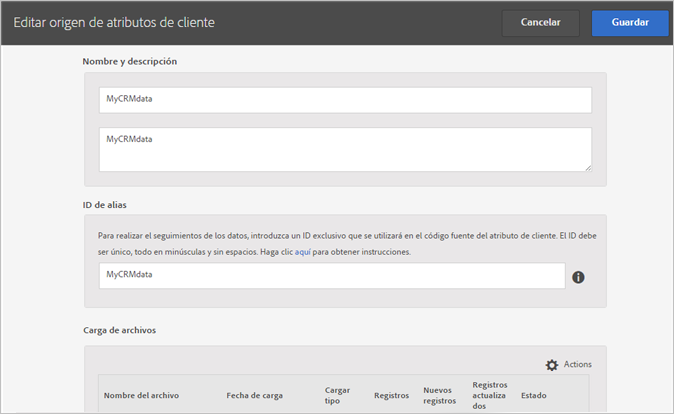 Editar origen de atributos de cliente
Cancelar
Guardar
Nombre y descripción
MyCRMdata
MyCRMdata
ID de alias
Para realizar el seguimientos de los datos, introduzca un ID exclusivo que se utilizará en el código fuente del atributo de cliente. El ID debe
ser único, todo en minúsculas y sin espacios. Haga clic aquí para obtener instrucciones.
MyCRMdata
Carga de archivos
Actions
Nombre del archivo
Fecha de carga
Cargar
tipo
Registros
Nuevos
registros
Registros
actualiza
dos
Estado